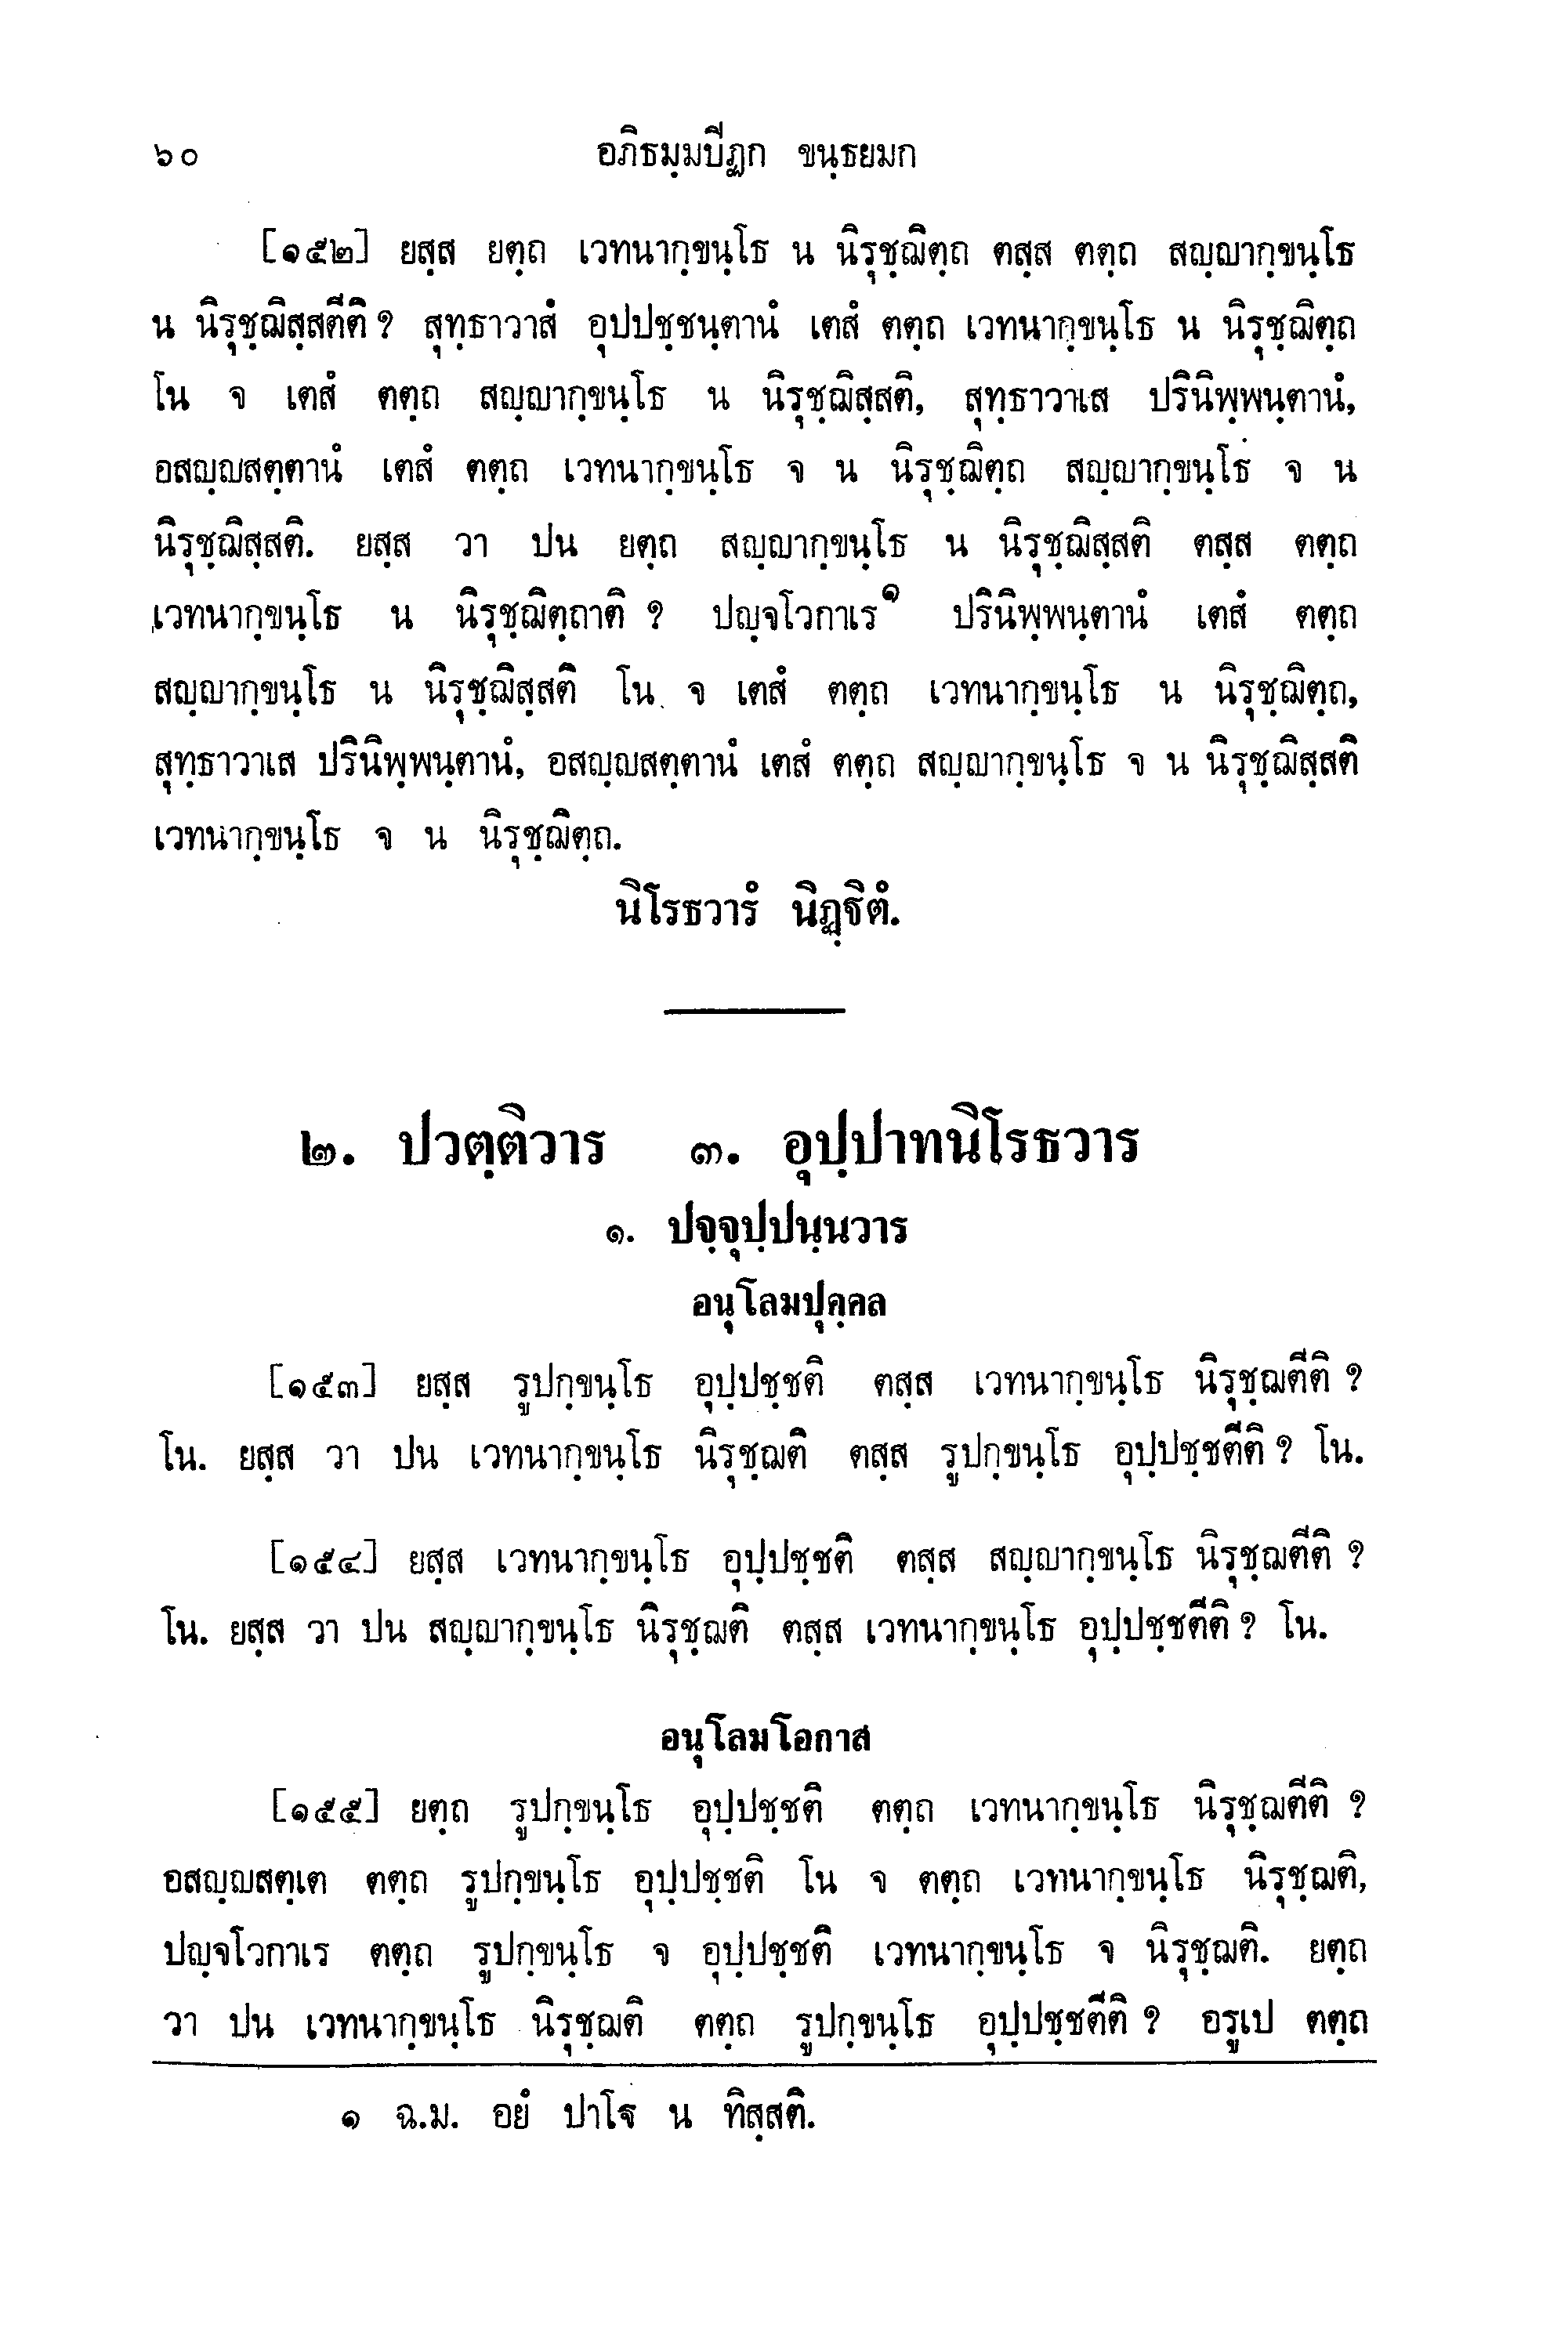 ๖๐ อภิธมฺมปิฏก ขนฺธยมก
[๑๕๒] ยสฺส ยตฺถ เวทนากฺขนฺโธ น นิรุชฺฌิตฺถ ตสฺส ตตฺถ สญฺญากฺขนฺโธ
น นิรุชฺฌิสฺสตีติ ? สุทฺธาวาสํ อุปปชฺชนฺตานํ เตสํ ตตฺถ เวทนากฺขนฺโธ น นิรุชฺฌิตฺถ
โน จ เตสํ ตตฺถ สญฺญากฺขนฺโธ น นิรุชฺฌิสฺสติ, สุทฺธาวาเส ปรินิพฺพนฺตานํ,
อสญฺญสตฺตานํ เตสํ ตตฺถ เวทนากฺขนฺโธ จ น นิรุชฺฌิตฺถ สญฺญากฺขนฺโธ จ น
นิรุชฺฌิสฺสติ. ยสฺส วา ปน ยตฺถ สญฺญากฺขนฺโธ น นิรุชฺฌิสฺสติ ตสฺส ตตฺถ
เวทนากฺขนฺโธ น นิรุชฺฌิตฺถาติ ? ปญฺจโวกาเร๑ ปรินิพฺพนฺตานํ เตสํ ตตฺถ
สญฺญากฺขนฺโธ น นิรุชฺฌิสฺสติ โน จ เตสํ ตตฺถ เวทนากฺขนฺโธ น นิรุชฺฌิตฺถ,
สุทฺธาวาเส ปรินิพฺพนฺตานํ, อสญฺญสตฺตานํ เตสํ ตตฺถ สญฺญากฺขนฺโธ จ น นิรุชฺฌิสฺสติ
เวทนากฺขนฺโธ จ น นิรุชฺฌิตฺถ.
นิโรธวารํ นิฏฺฐิตํ.
๒. ปวตฺติวาร ๓. อุปฺปาทนิโรธวาร
๑. ปจฺจุปฺปนฺนวาร
อนุโลมปุคฺคล
[๑๕๓] ยสฺส รูปกฺขนฺโธ อุปฺปชฺชติ ตสฺส เวทนากฺขนฺโธ นิรุชฺฌตีติ ?
โน. ยสฺส วา ปน เวทนากฺขนฺโธ นิรุชฺฌติ ตสฺส รูปกฺขนฺโธ อุปฺปชฺชตีติ ? โน.
[๑๕๔] ยสฺส เวทนากฺขนฺโธ อุปฺปชฺชติ ตสฺส สญฺญากฺขนฺโธ นิรุชฺฌตีติ ?
โน. ยสฺส วา ปน สญฺญากฺขนฺโธ นิรุชฺฌติ ตสฺส เวทนากฺขนฺโธ อุปฺปชฺชตีติ ? โน.
อนุโลมโอกาส
[๑๕๕] ยตฺถ รูปกฺขนฺโธ อุปฺปชฺชติ ตตฺถ เวทนากฺขนฺโธ นิรุชฺฌตีติ ?
อสญฺญสตฺเต ตตฺถ รูปกฺขนฺโธ อุปฺปชฺชติ โน จ ตตฺถ เวทนากฺขนฺโธ นิรุชฺฌติ,
ปญฺจโวกาเร ตตฺถ รูปกฺขนฺโธ จ อุปฺปชฺชติ เวทนากฺขนฺโธ จ นิรุชฺฌติ. ยตฺถ
วา ปน เวทนากฺขนฺโธ นิรุชฺฌติ ตตฺถ รูปกฺขนฺโธ อุปฺปชฺชตีติ ? อรูเป ตตฺถ
๑ ฉ.ม. อยํ ปาโฐ น ทิสฺสติ.